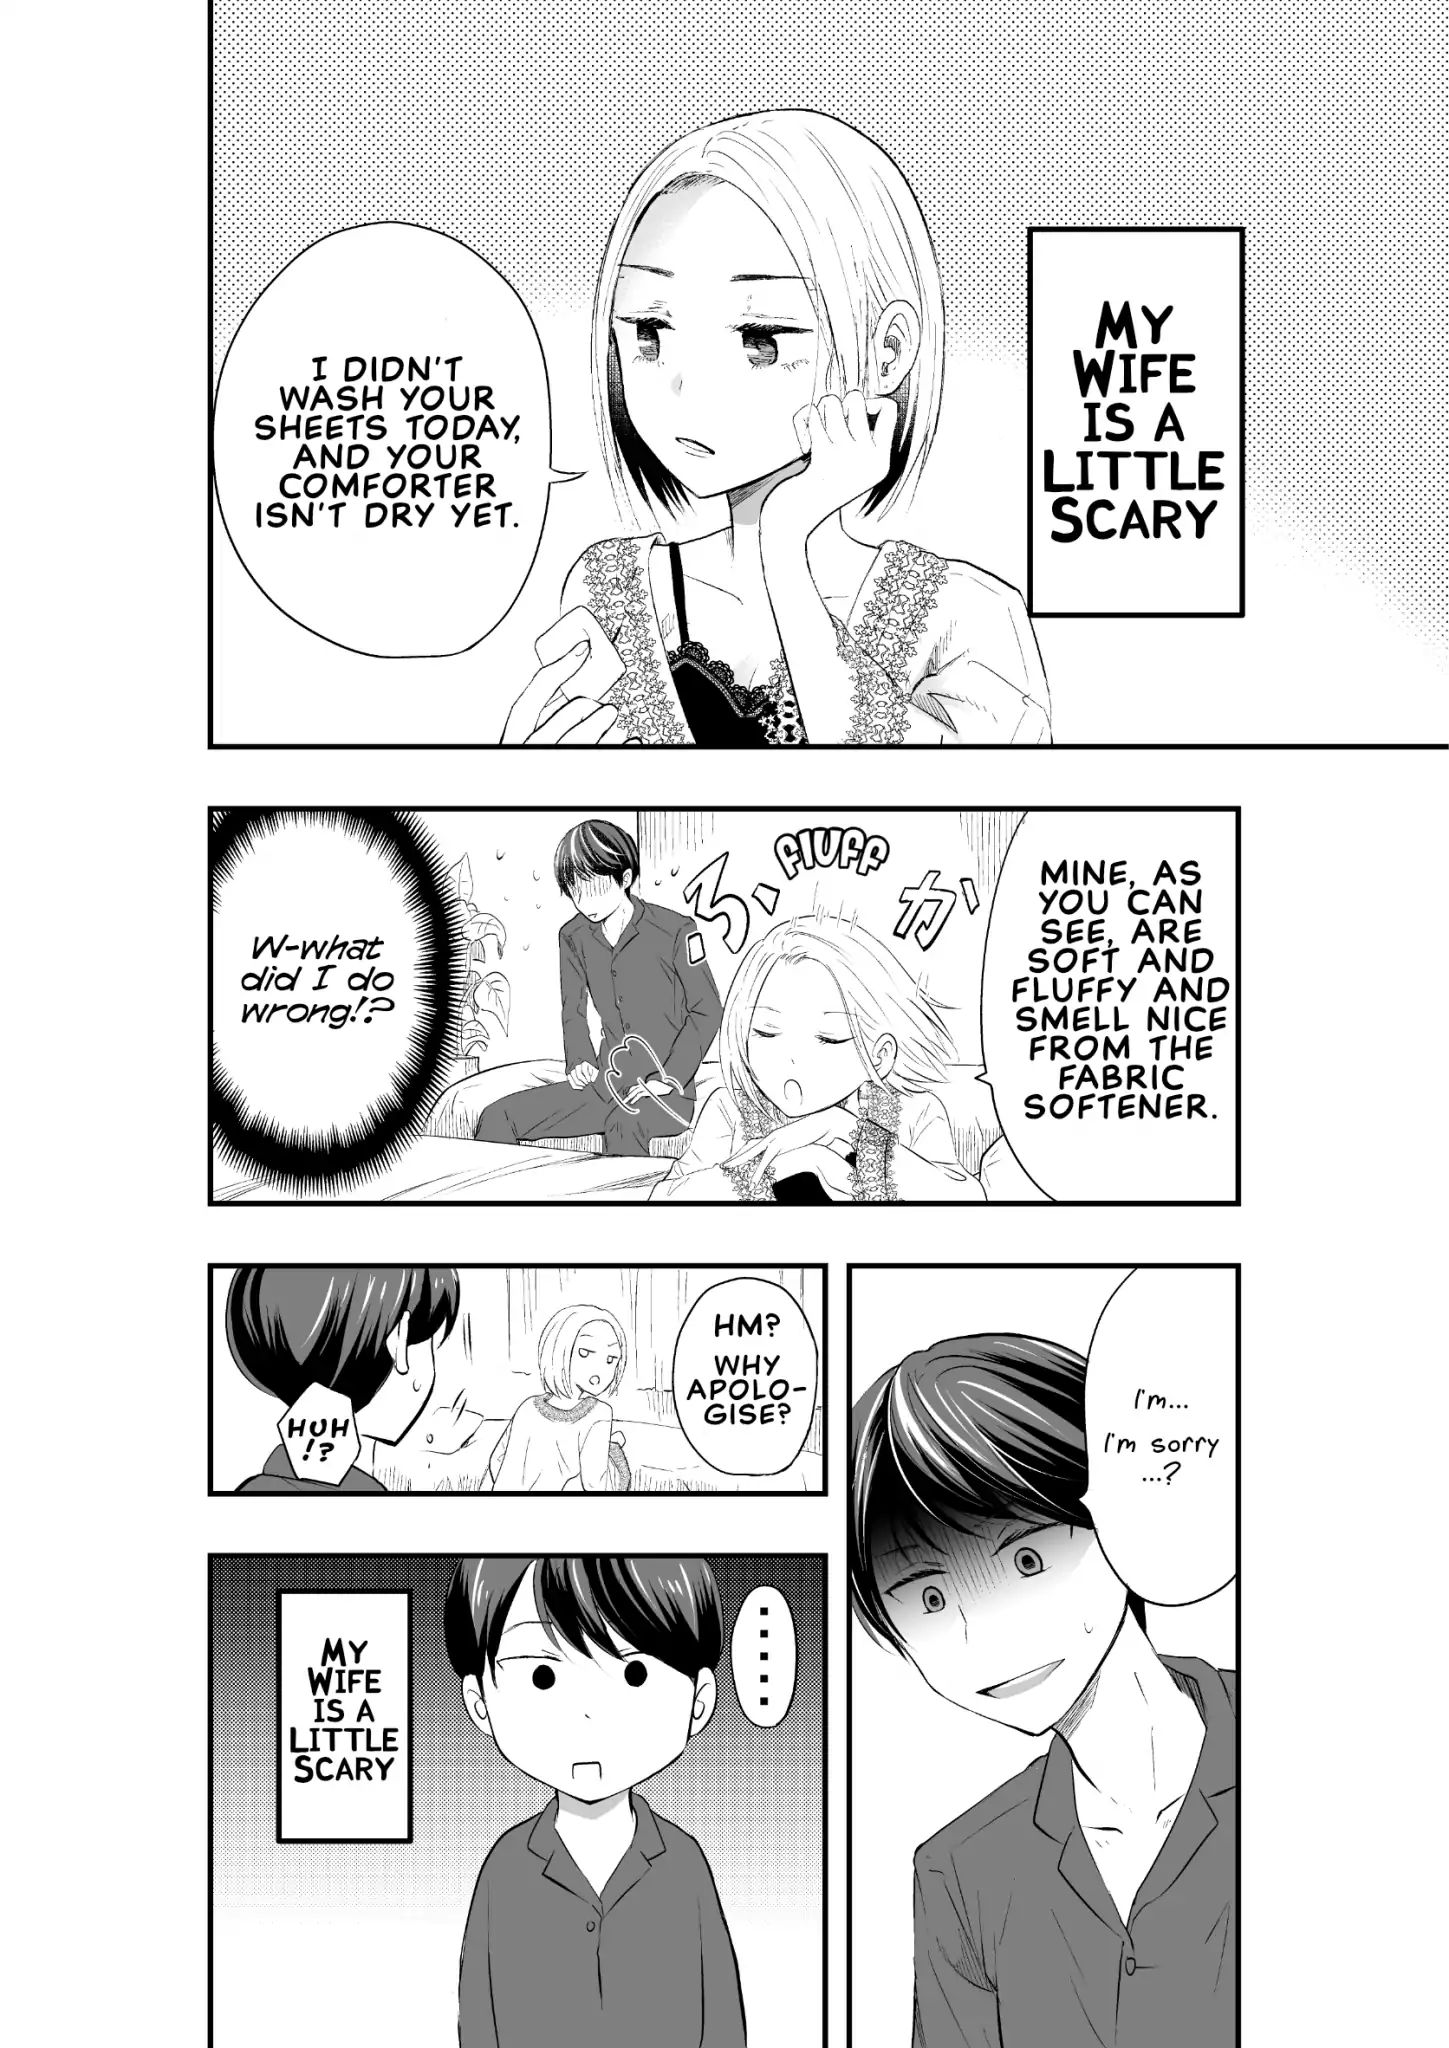 MY
WIFE
IS A
LITTLE
SCARY
I DIDN'T
WASH YOUR
SHEETS TODAY,
AND YOUR
COMFORTER
ISN'T DRY YET.
MINE, AS
YOU CAN
SEE, ARE
SOFT AND
FLUFFY AND
SMELL NICE
FROM THE
FABRIC
SOFTENER.
fluff
ふか
W-what
did I do
wrong!?
I'm...
I'm sorry
...?
HM?
WHY
APOLO-
GISE?
HUH
!?
......
MY
WIFE
IS A
LITTLE
SCARY